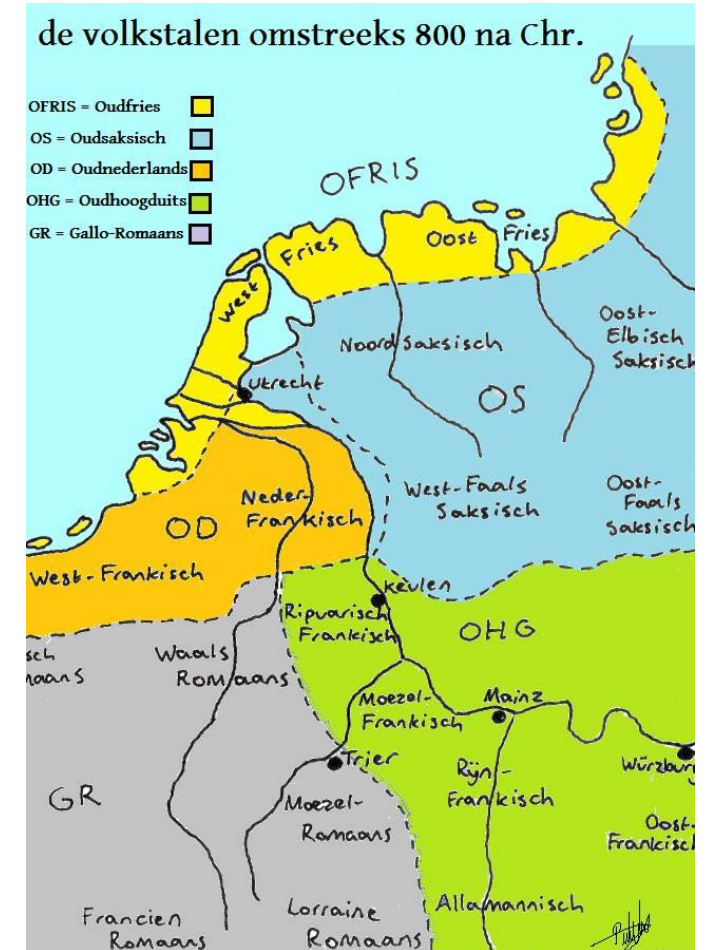 de volkstalen omstreeks 800 na Chr.
OFRIS = Oudfries
OS = Oudsaksisch
OD = Oudnederlands
OHG = Oudhoogduits
GR = Gallo-Romaans
OFRIS
West
Fries
Oost
Fries
Noord Saksisch
Oost-
Elbisch
Saksisch
Utrecht
OS
West-Faals
Saksisch
Oost-
Faals
Saksisch
Neder-
Frankisch
OD
West-Frankisch
Keulen
Ripuarisch
Frankisch
OHG
sch
maans
Waals
Romaans
Moezel-
Frankisch
Mainz
Trier
Rijn-
Frankisch
Würzburg
GR
Moezel-
Romaans
Oost-
Frankisch
Francien
Romaans
Lorraine
Romaans
Allamannisch